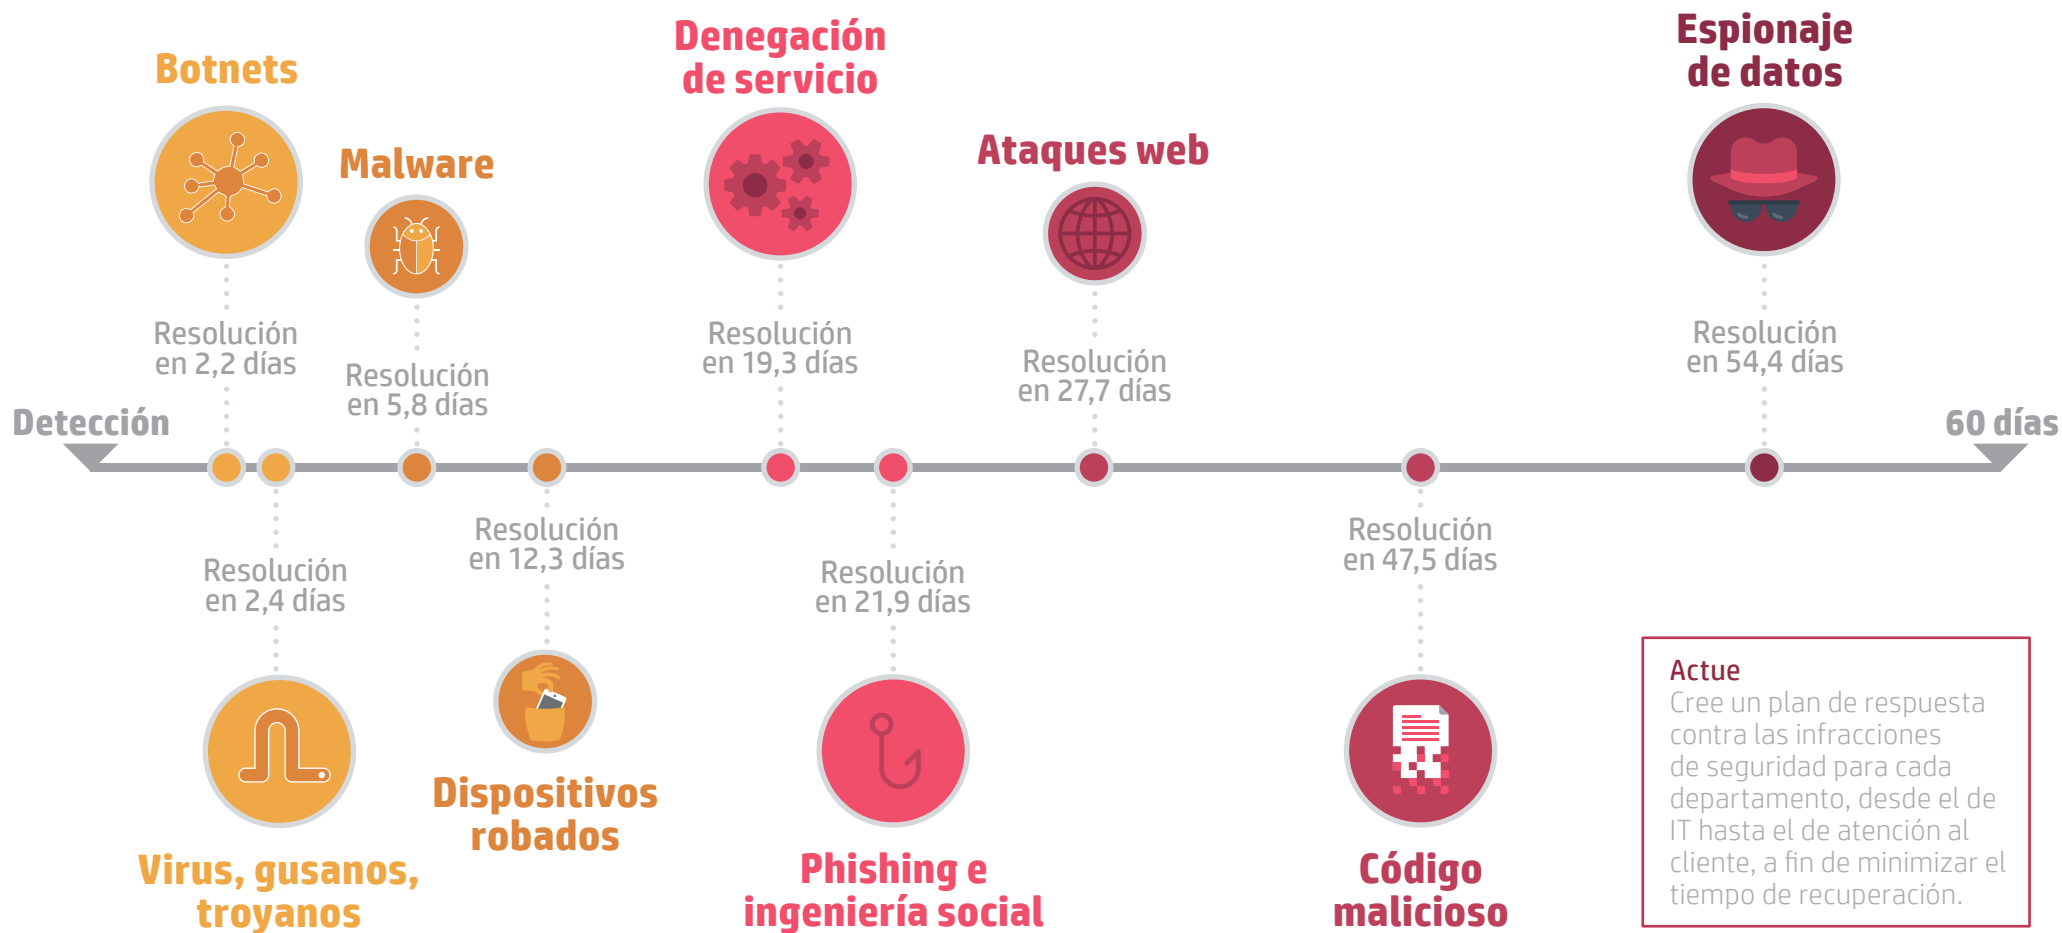 Botnets
Resolución
en 2,2 días
Malware
Resolución
en 5,8 días
Denegación
de servicio
Resolución
en 19,3 días
Ataques web
Resolución
en 27,7 días
Espionaje
de datos
Resolución
en 54,4 días
Detección
60 días
Resolución
en 2,4 días
Virus, gusanos,
troyanos
Resolución
en 12,3 días
Dispositivos
robados
Resolución
en 21,9 días
Phishing e
ingeniería social
Resolución
en 47,5 días
Código
malicioso
Actue
Cree un plan de respuesta
contra las infracciones
de seguridad para cada
departamento, desde el de
IT hasta el de atención al
cliente, a fin de minimizar el
tiempo de recuperación.